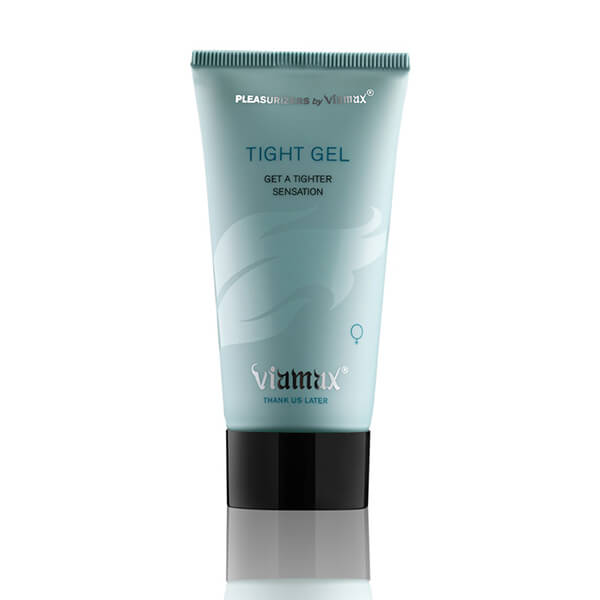 PLEASURIZERS by Viamax®
TIGHT GEL
GET A TIGHTER
SENSATION
viamax®
THANK US LATER